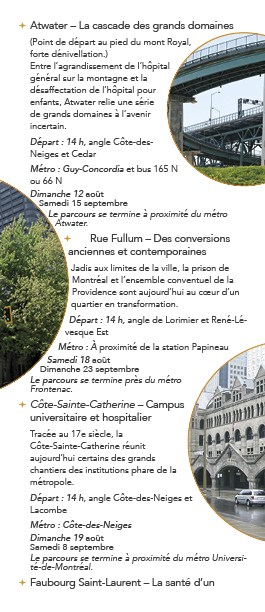 Atwater – La cascade des grands domaines
(Point de départ au pied du mont Royal,
forte dénivellation.)
Entre l'agrandissement de l'hôpital
général sur la montagne et la
désaffectation de l'hôpital pour
enfants, Atwater relie une série
de grands domaines à l'avenir
incertain.
Départ : 14 h, angle Côte-des-
Neiges et Cedar
Métro : Guy-Concordia et bus 165 N
ou 66 N
Dimanche 12 août
Samedi 15 septembre
Le parcours se termine à proximité du métro
Atwater.
Rue Fullum – Des conversions
anciennes et contemporaines
Jadis aux limites de la ville, la prison de
Montréal et l'ensemble conventuel de la
Providence sont aujourd'hui au cœur d'un
quartier en transformation.
Départ : 14 h, angle de Lorimier et René-Lé-
vesque Est
Métro : À proximité de la station Papineau
Samedi 18 août
Dimanche 23 septembre
Le parcours se termine près du métro
Frontenac.
Côte-Sainte-Catherine – Campus
universitaire et hospitalier
Tracée au 17e siècle, la
Côte-Sainte-Catherine réunit
aujourd'hui certains des grands
chantiers des institutions phare de la
métropole.
Départ : 14 h, angle Côte-des-Neiges et
Lacombe
Métro : Côte-des-Neiges
Dimanche 19 août
Samedi 8 septembre
Le parcours se termine à proximité du métro Universi-
té-de-Montréal.
Faubourg Saint-Laurent – La santé d'un